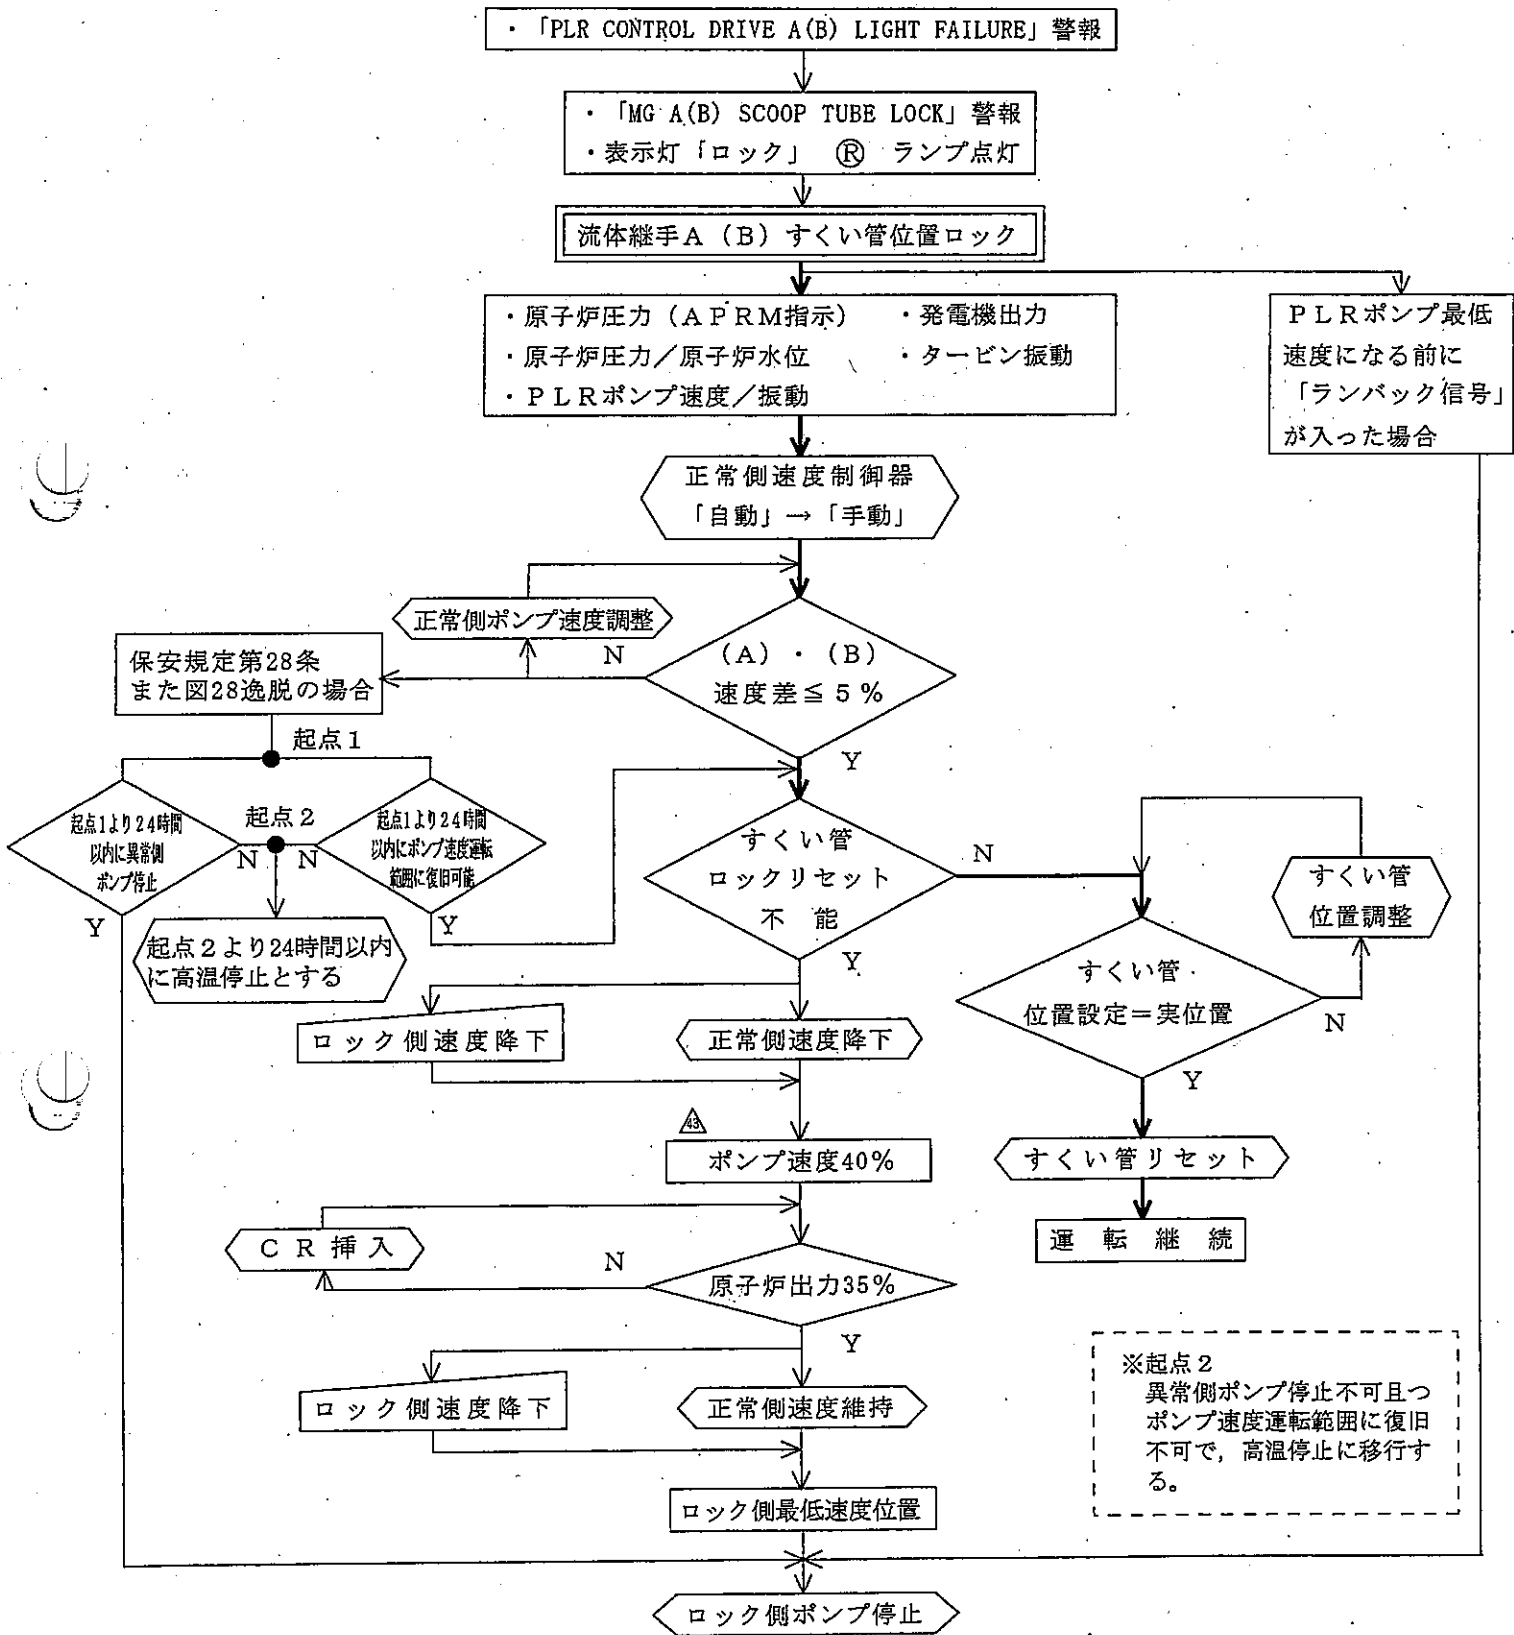 ・「PLR CONTROL DRIVE A(B) LIGHT FAILURE」警報
・「MG A(B) SCOOP TUBE LOCK」警報
・表示灯「ロック」 Ⓡ ランプ点灯
流体継手A（B）すくい管位置ロック
・原子炉圧力（APRM指示） ・発電機出力
・原子炉圧力／原子炉水位 ・タービン振動
・PLRポンプ速度／振動
PLRポンプ最低
速度になる前に
「ランバック信号」
が入った場合
正常側速度制御器
「自動」→「手動」
正常側ポンプ速度調整
N
（A）・（B）
速度差≦5%
Y
保安規定第28条
また図28逸脱の場合
起点1
起点1より24時間
以内に異常側
ポンプ停止
N
Y
起点2
起点1より24時間
以内にポンプ速度運転
範囲に復旧可能
N
Y
起点2より24時間以内
に高温停止とする
すくい管
ロックリセット
不能
N
Y
すくい管
位置調整
すくい管
位置設定＝実位置
N
Y
ロック側速度降下
正常側速度降下
43
ポンプ速度40%
すくい管リセット
運転継続
CR挿入
N
原子炉出力35%
Y
ロック側速度降下
正常側速度維持
※起点2
異常側ポンプ停止不可且つ
ポンプ速度運転範囲に復旧
不可で，高温停止に移行す
る。
ロック側最低速度位置
ロック側ポンプ停止